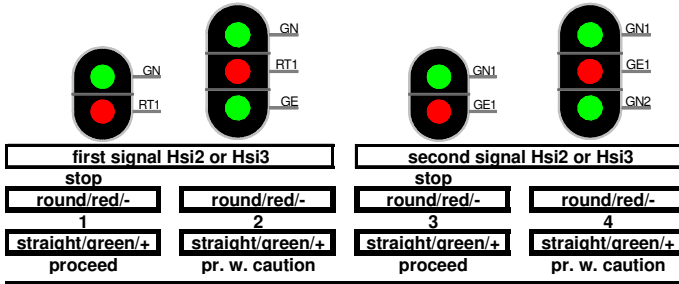 GN
GN
RT1
RT1
GE
GN1
GE1
GN1
GE1
GN2
first signal Hsi2 or Hsi3 second signal Hsi2 or Hsi3
stop stop
round/red/- round/red/- round/red/- round/red/-
1 2 3 4
straight/green/+ straight/green/+ straight/green/+ straight/green/+
proceed pr. w. caution proceed pr. w. caution